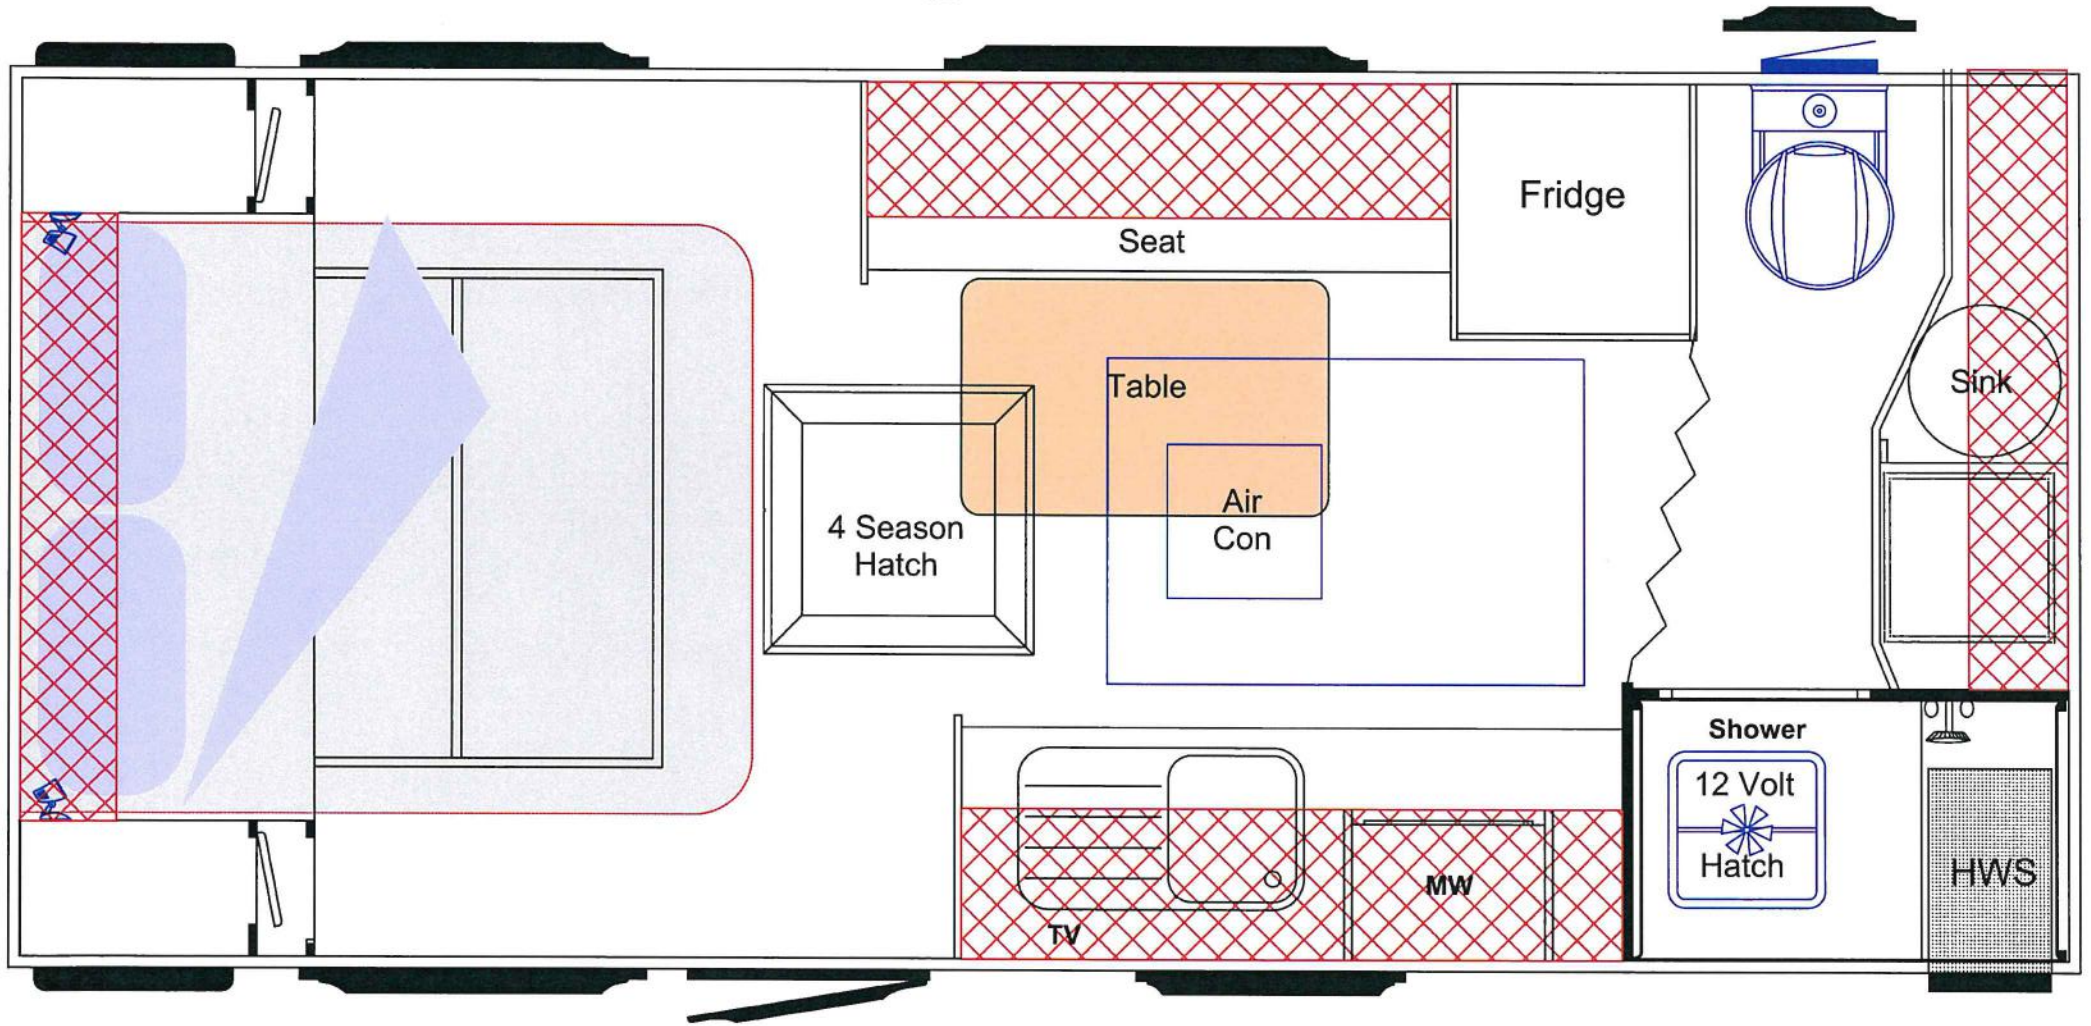 Fridge
Seat
Table
Sink
Air
Con
4 Season
Hatch
Shower
12 Volt
Hatch
HWS
MW
TV